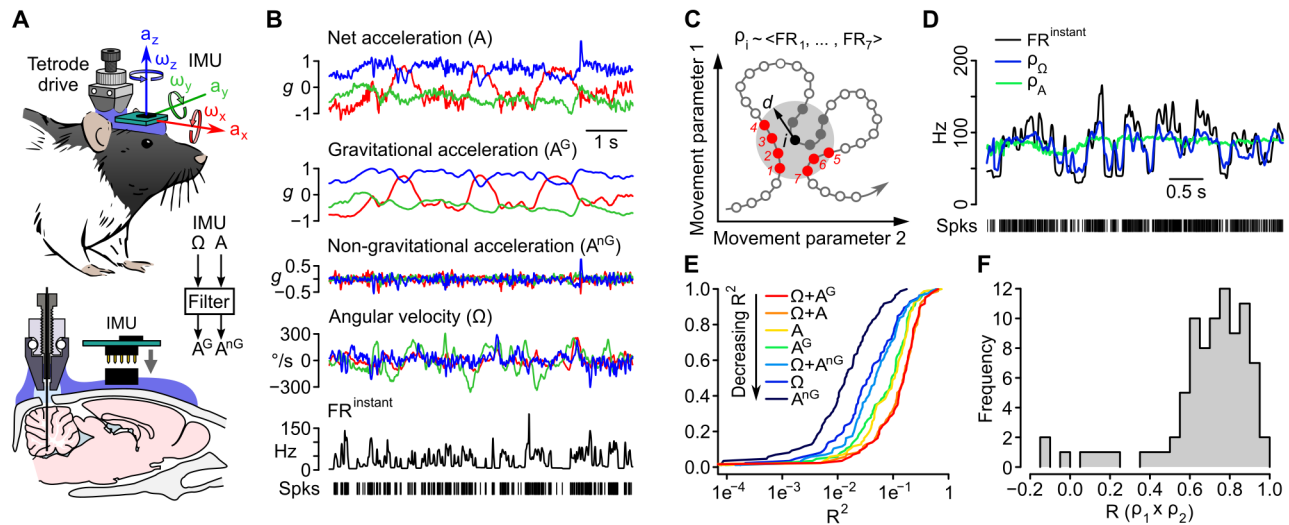 A
Tetrode
drive
a_z
ω_z
IMU
ω_y
a_y
ω_x
a_x
IMU
Ω A
Filter
A^G A^nG
IMU
B
Net acceleration (A)
1
g 0
−1
1 s
Gravitational acceleration (A^G)
1
g 0
−1
Non-gravitational acceleration (A^nG)
0.5
g
−0.5
Angular velocity (Ω)
300
°/s 0
−300
FR^instant
150
Hz
0
Spks
C
ρ_i ~ <FR_1, ... , FR_7>
Movement parameter 1
d
i
4
3
2
1
7
6
5
Movement parameter 2
D
FR^instant
ρ_Ω
ρ_A
200
100
0
Hz
0.5 s
Spks
E
Decreasing R^2
Ω+A^G
Ω+A
A
A^G
Ω+A^nG
Ω
A^nG
1.0
0.8
0.6
0.4
0.2
0.0
1e^-4 1e^-3 1e^-2 1e^-1 1
R^2
F
Frequency
12
10
8
6
4
2
0
−0.2 0.0 0.2 0.4 0.6 0.8 1.0
R (ρ_1 x ρ_2)